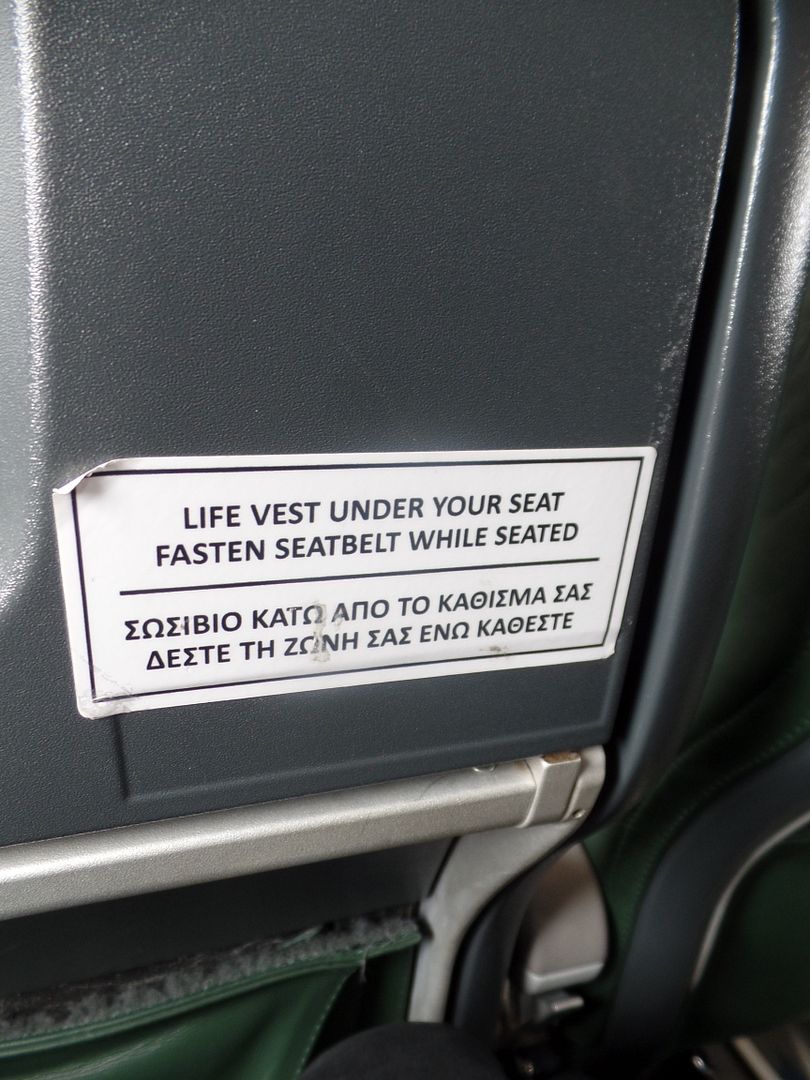 LIFE VEST UNDER YOUR SEAT
FASTEN SEATBELT WHILE SEATED
ΣΩΣΙΒΙΟ ΚΑΤΩ ΑΠΟ ΤΟ ΚΑΘΙΣΜΑ ΣΑΣ
ΔΕΣΤΕ ΤΗ ΖΩΝΗ ΣΑΣ ΕΝΩ ΚΑΘΕΣΤΕ